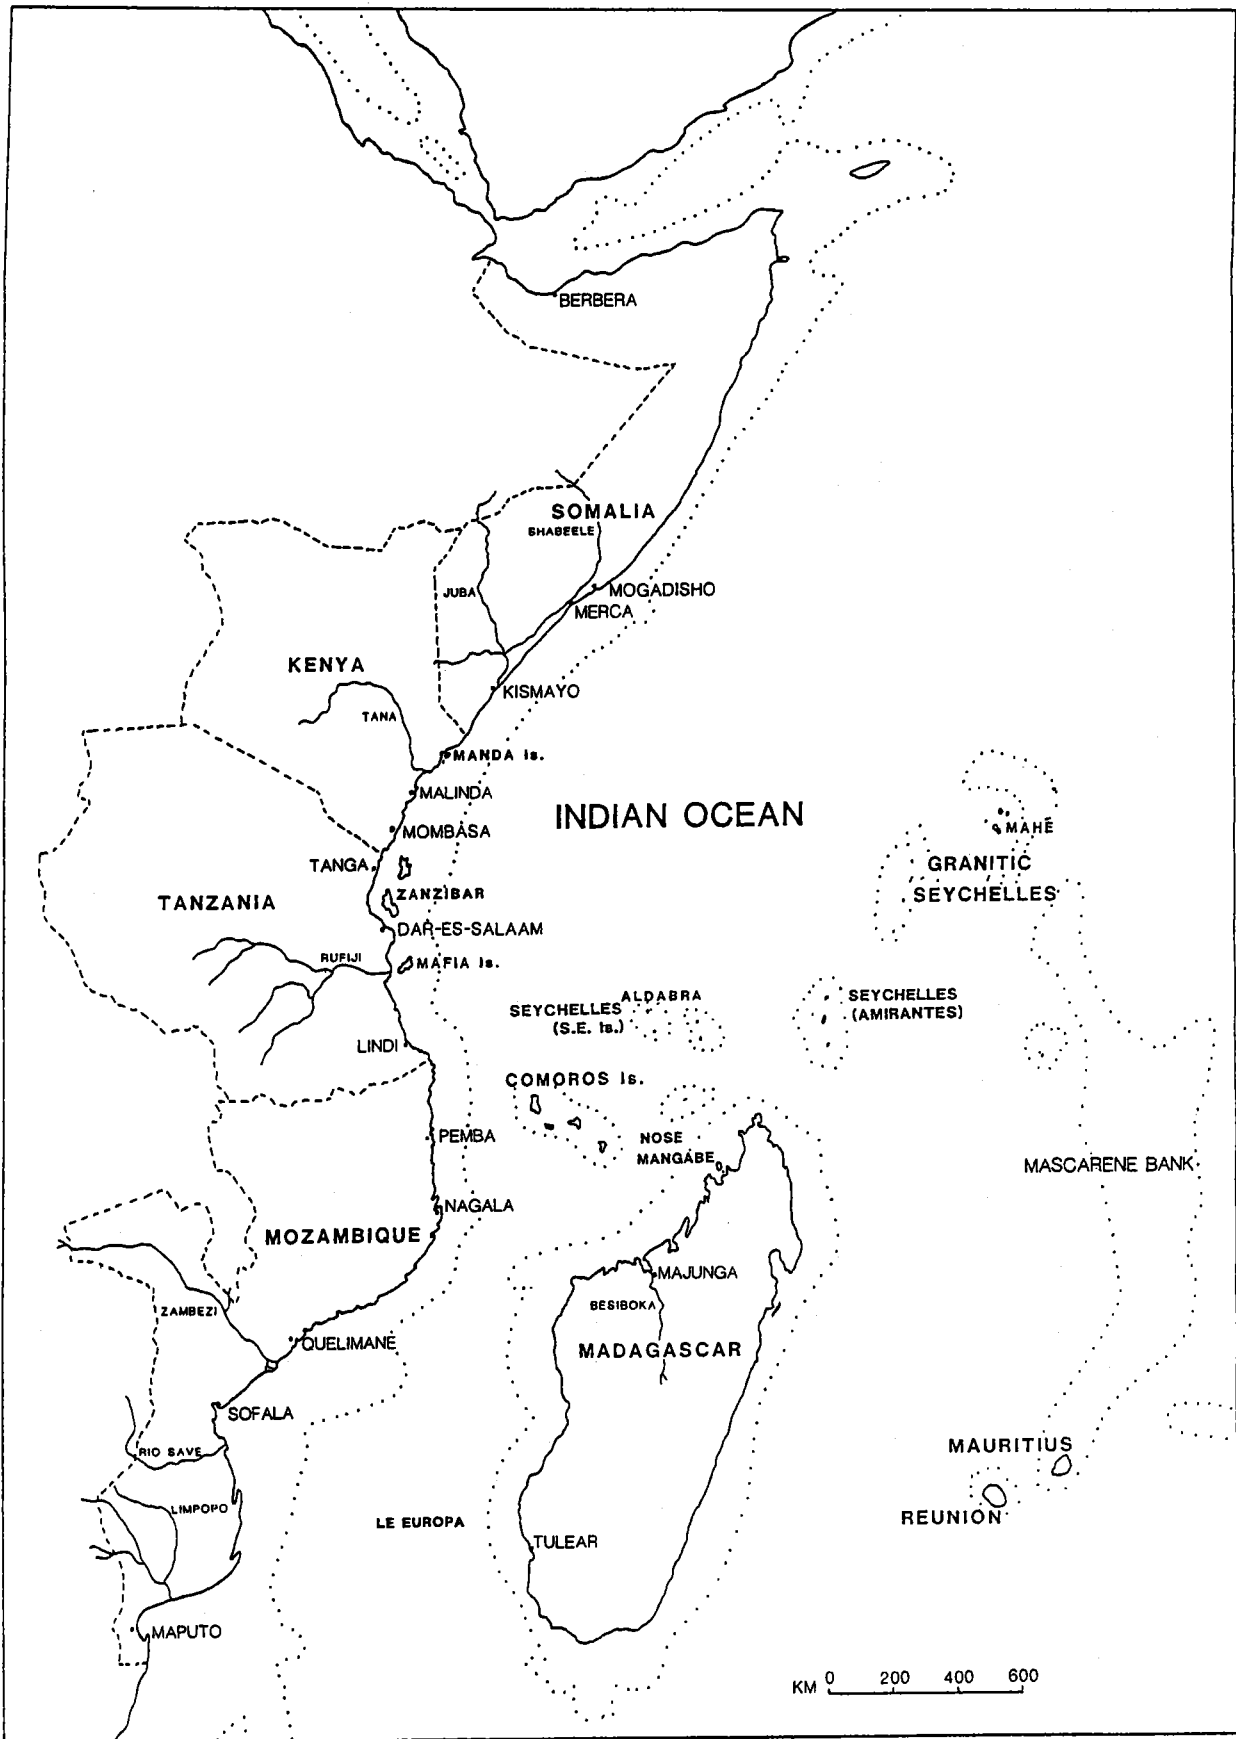 BERBERA
SOMALIA
SHABEELE
JUBA
MOGADISHO
MERCA
KENYA
KISMAYO
TANA
MANDA Is.
MALINDA
INDIAN OCEAN
MOMBASA
MAHÉ
TANGA
GRANITIC
SEYCHELLES
ZANZIBAR
TANZANIA
DAR-ES-SALAAM
RUFIJI
MAFIA Is.
ALDABRA
SEYCHELLES
(S.E. Is.)
SEYCHELLES
(AMIRANTES)
LINDI
COMOROS Is.
PEMBA
NOSE
MANGABE
MASCARENE BANK
NAGALA
MOZAMBIQUE
MAJUNGA
BESIBOKA
ZAMBEZI
QUELIMANE
MADAGASCAR
SOFALA
RIO SAVE
MAURITIUS
LIMPOPO
REUNION
LE EUROPA
TULEAR
MAPUTO
KM 0 200 400 600